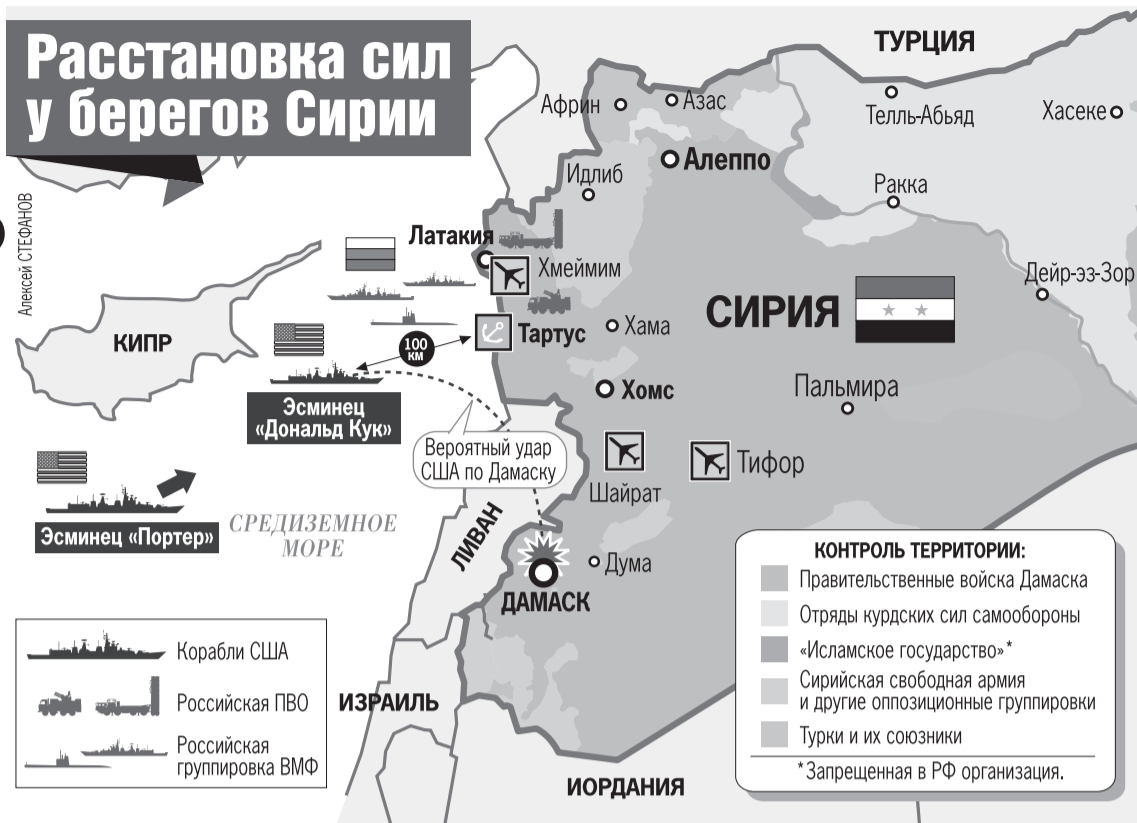 Расстановка сил
у берегов Сирии
Алексей СТЕФАНОВ
ТУРЦИЯ
Африн
Азас
Телль-Абьяд
Хасеке
Алеппо
Идлиб
Ракка
Латакия
Хмеймим
Дейр-эз-Зор
СИРИЯ
КИПР
100
КМ
Тартус
Хама
Эсминец
«Дональд Кук»
Хомс
Пальмира
Вероятный удар
США по Дамаску
Тифор
Шайрат
Эсминец «Портер»
СРЕДИЗЕМНОЕ
МОРЕ
ЛИВАН
Дума
ДАМАСК
КОНТРОЛЬ ТЕРРИТОРИИ:
Правительственные войска Дамаска
Отряды курдских сил самообороны
«Исламское государство»*
Сирийская свободная армия
и другие оппозиционные группировки
Турки и их союзники
*Запрещенная в РФ организация.
Корабли США
Российская ПВО
Российская
группировка ВМФ
ИЗРАИЛЬ
ИОРДАНИЯ